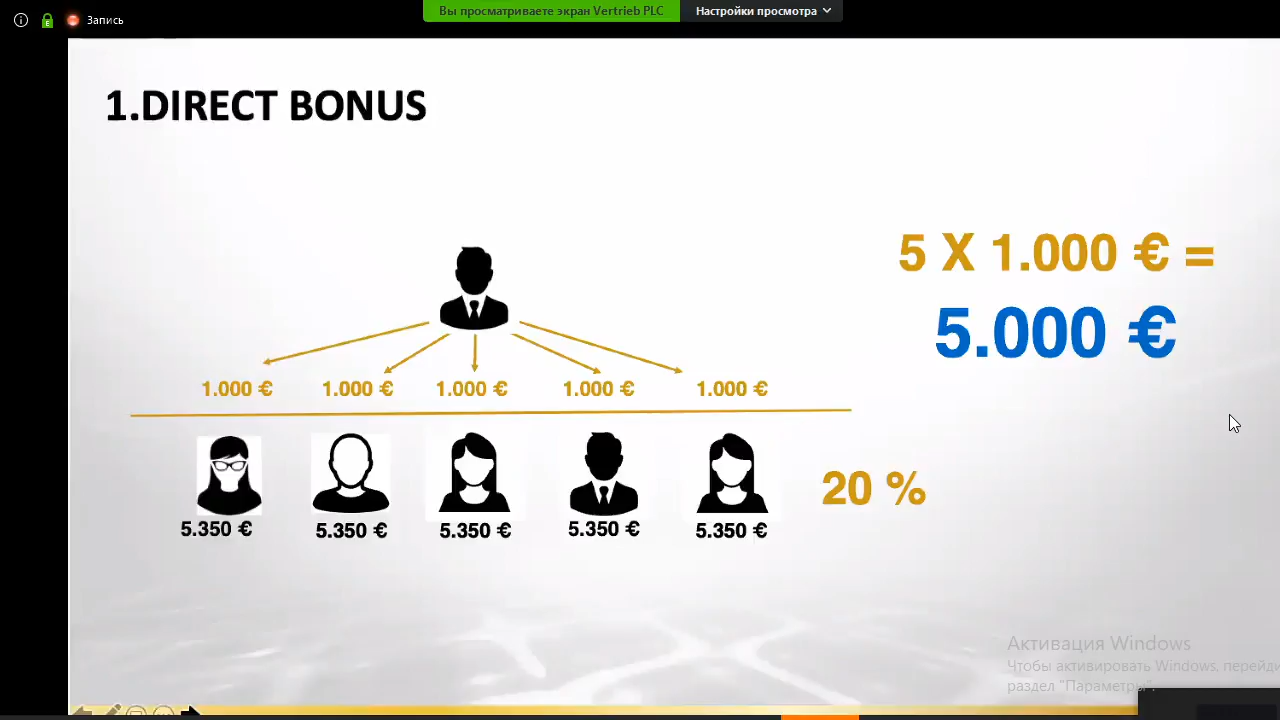 Вы просматриваете экран Vertrieb PLC
Настройки просмотра
Запись
1.DIRECT BONUS
5 X 1.000 € =
5.000 €
1.000 € 1.000 € 1.000 € 1.000 € 1.000 €
20 %
5.350 € 5.350 € 5.350 € 5.350 € 5.350 €
Активация Windows
Чтобы активировать Windows, перейди
раздел "Параметры".